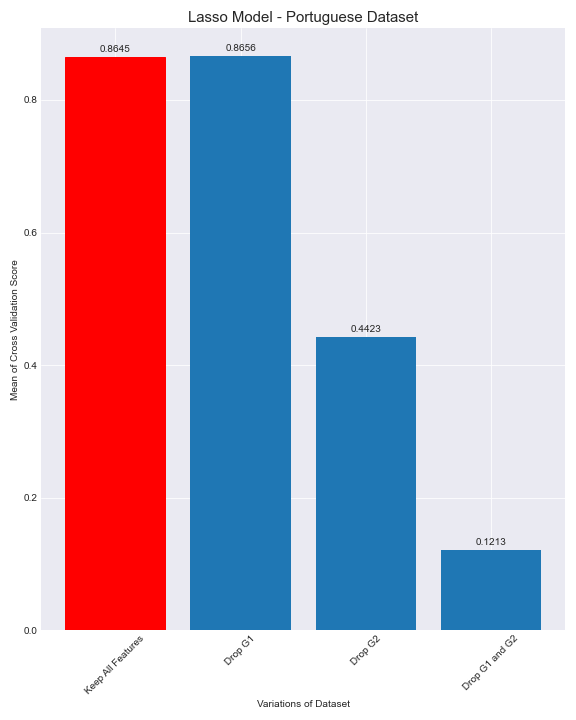 Lasso Model - Portuguese Dataset
0.8645
0.8656
0.4423
0.1213
Mean of Cross Validation Score
0.8
0.6
0.4
0.2
0.0
Keep All Features
Drop G1
Drop G2
Drop G1 and G2
Variations of Dataset